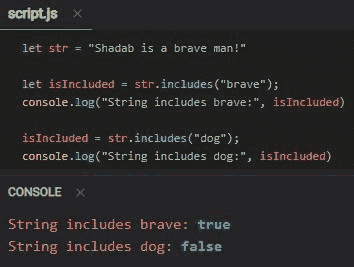 script.js ×
let str = "Shadab is a brave man!"
let isIncluded = str.includes("brave");
console.log("String includes brave:", isIncluded)
isIncluded = str.includes("dog");
console.log("String includes dog:", isIncluded)
CONSOLE ×
String includes brave: true
String includes dog: false